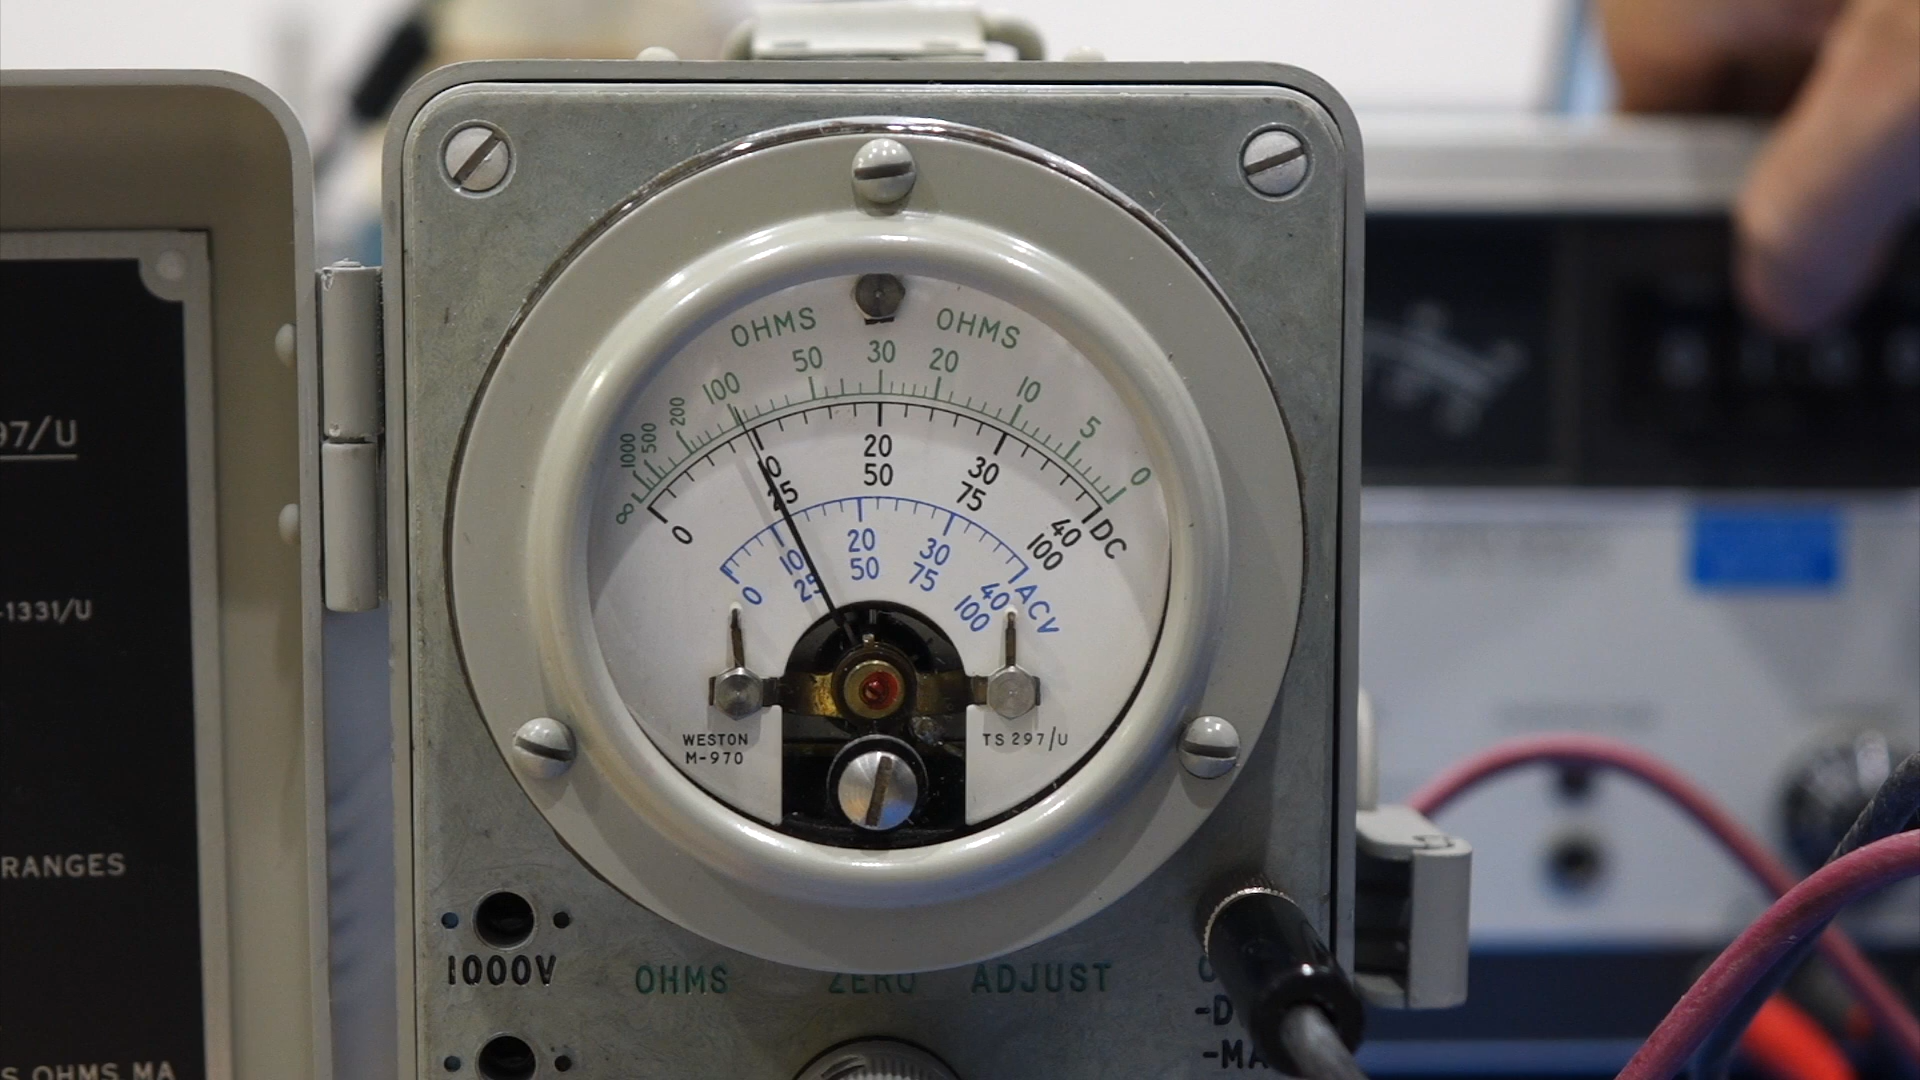 97/U
-1331/U
RANGES
S OHMS MA
OHMS OHMS
∞ 1000 500 200 100 50 30 20 10 5 0
0 20 30 40 DC
25 50 75 100
0 10 20 30 40 ACV
25 50 75 100
WESTON
M-970
TS 297/U
1000V
OHMS ZERO ADJUST
-D
-MA